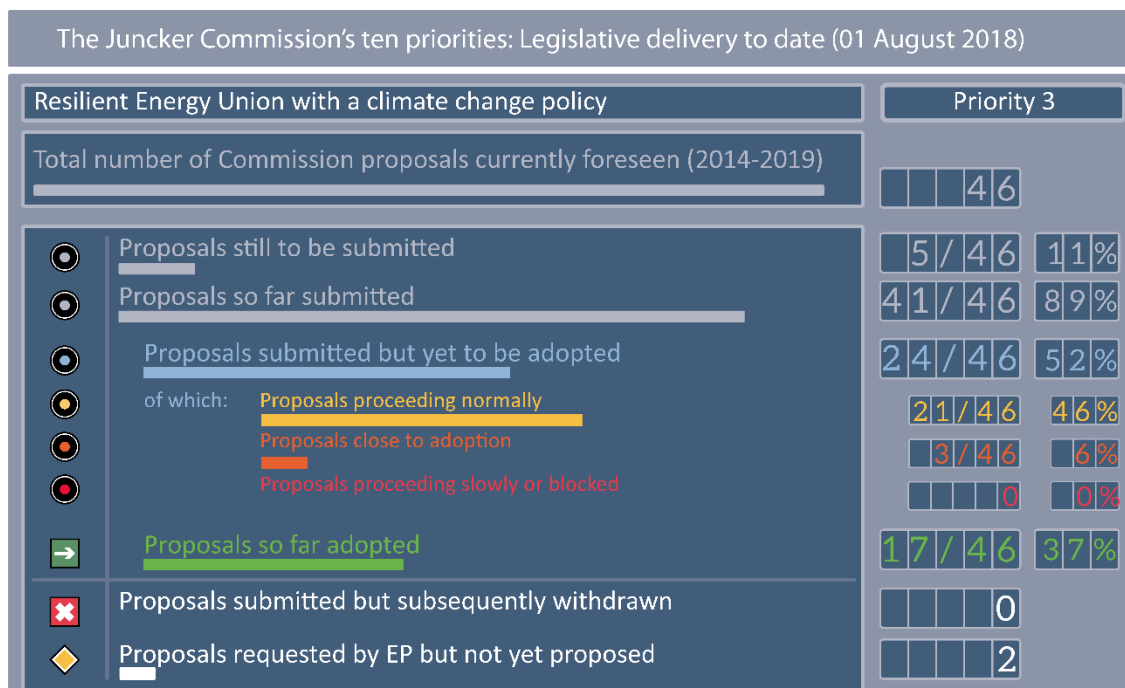 The Juncker Commission’s ten priorities: Legislative delivery to date (01 August 2018)
Resilient Energy Union with a climate change policy Priority 3
Total number of Commission proposals currently foreseen (2014-2019) 46
Proposals still to be submitted 5/46 11%
Proposals so far submitted 41/46 89%
Proposals submitted but yet to be adopted 24/46 52%
of which: Proposals proceeding normally 21/46 46%
Proposals close to adoption 3/46 6%
Proposals proceeding slowly or blocked 0 0%
Proposals so far adopted 17/46 37%
Proposals submitted but subsequently withdrawn 0
Proposals requested by EP but not yet proposed 2